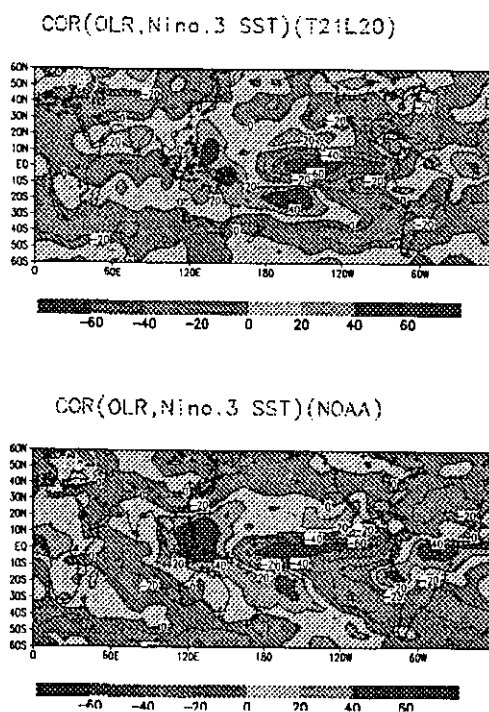 COR(OLR,Nino.3 SST)(T21L20)
60N
50N
40N
30N
20N
10N
EQ
10S
20S
30S
40S
50S
60S
0 60E 120E 180 120W 60W
-60 -40 -20 0 20 40 60
COR(OLR,Nino.3 SST)(NOAA)
60N
50N
40N
30N
20N
10N
EQ
10S
20S
30S
40S
50S
60S
0 60E 120E 180 120W 60W
-60 -40 -20 0 20 40 60